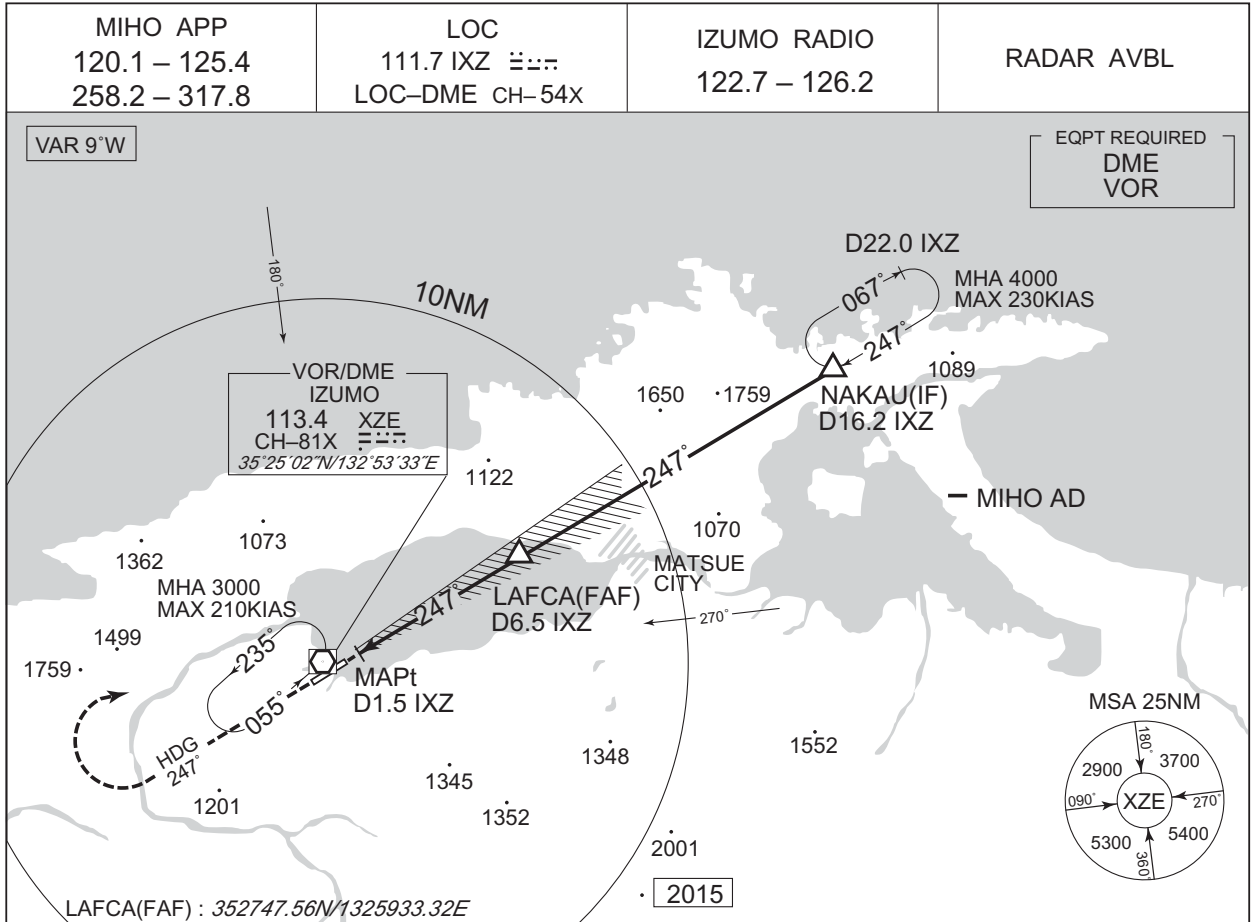 MIHO APP
120.1 – 125.4
258.2 – 317.8
LOC
111.7 IXZ
LOC–DME CH–54X
IZUMO RADIO
122.7 – 126.2
RADAR AVBL
VAR 9°W
EQPT REQUIRED
DME
VOR
180°
10NM
D22.0 IXZ
067°
MHA 4000
MAX 230KIAS
247°
1089
NAKAU(IF)
D16.2 IXZ
VOR/DME
IZUMO
113.4 XZE
CH–81X
35°25′02″N/132°53′33″E
1650
1759
247°
1122
MIHO AD
1070
MATSUE
CITY
1073
1362
MHA 3000
MAX 210KIAS
247°
LAFCA(FAF)
D6.5 IXZ
270°
1499
1759
235°
MAPt
D1.5 IXZ
055°
HDG
247°
1201
1345
1348
1352
1552
2001
2015
MSA 25NM
180°
2900
3700
090°
XZE
270°
5300
5400
360°
LAFCA(FAF) : 352747.56N/1325933.32E